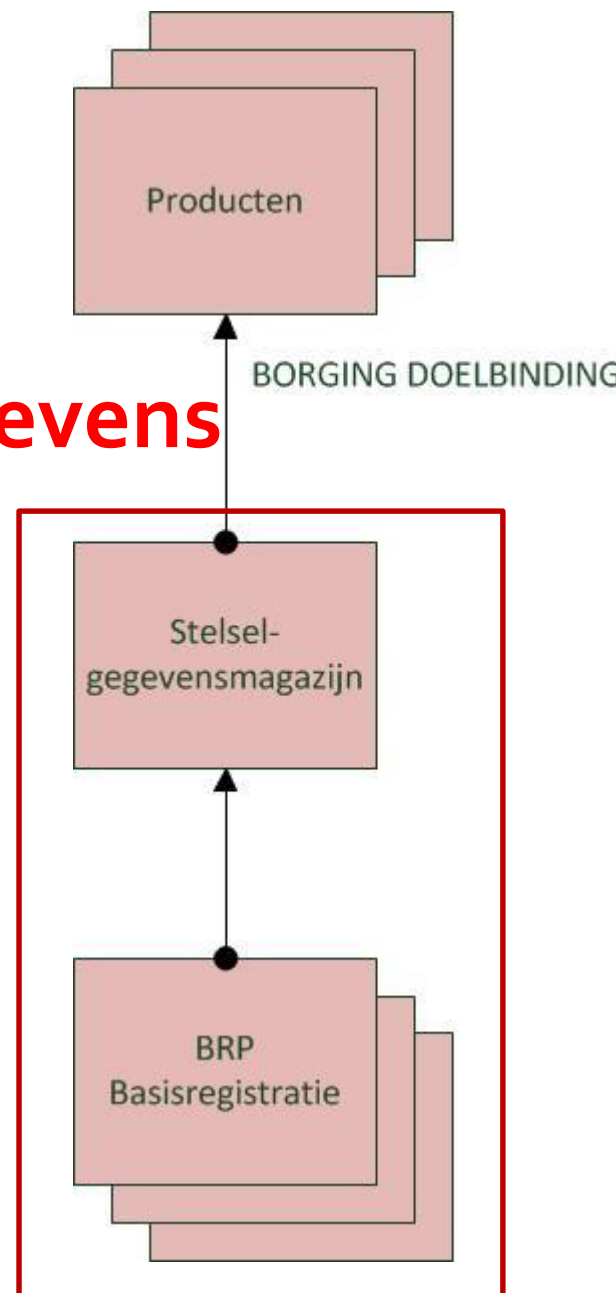 Producten
BORGING DOELBINDING
evens
Stelsel-
gegevensmagazijn
BRP
Basisregistratie